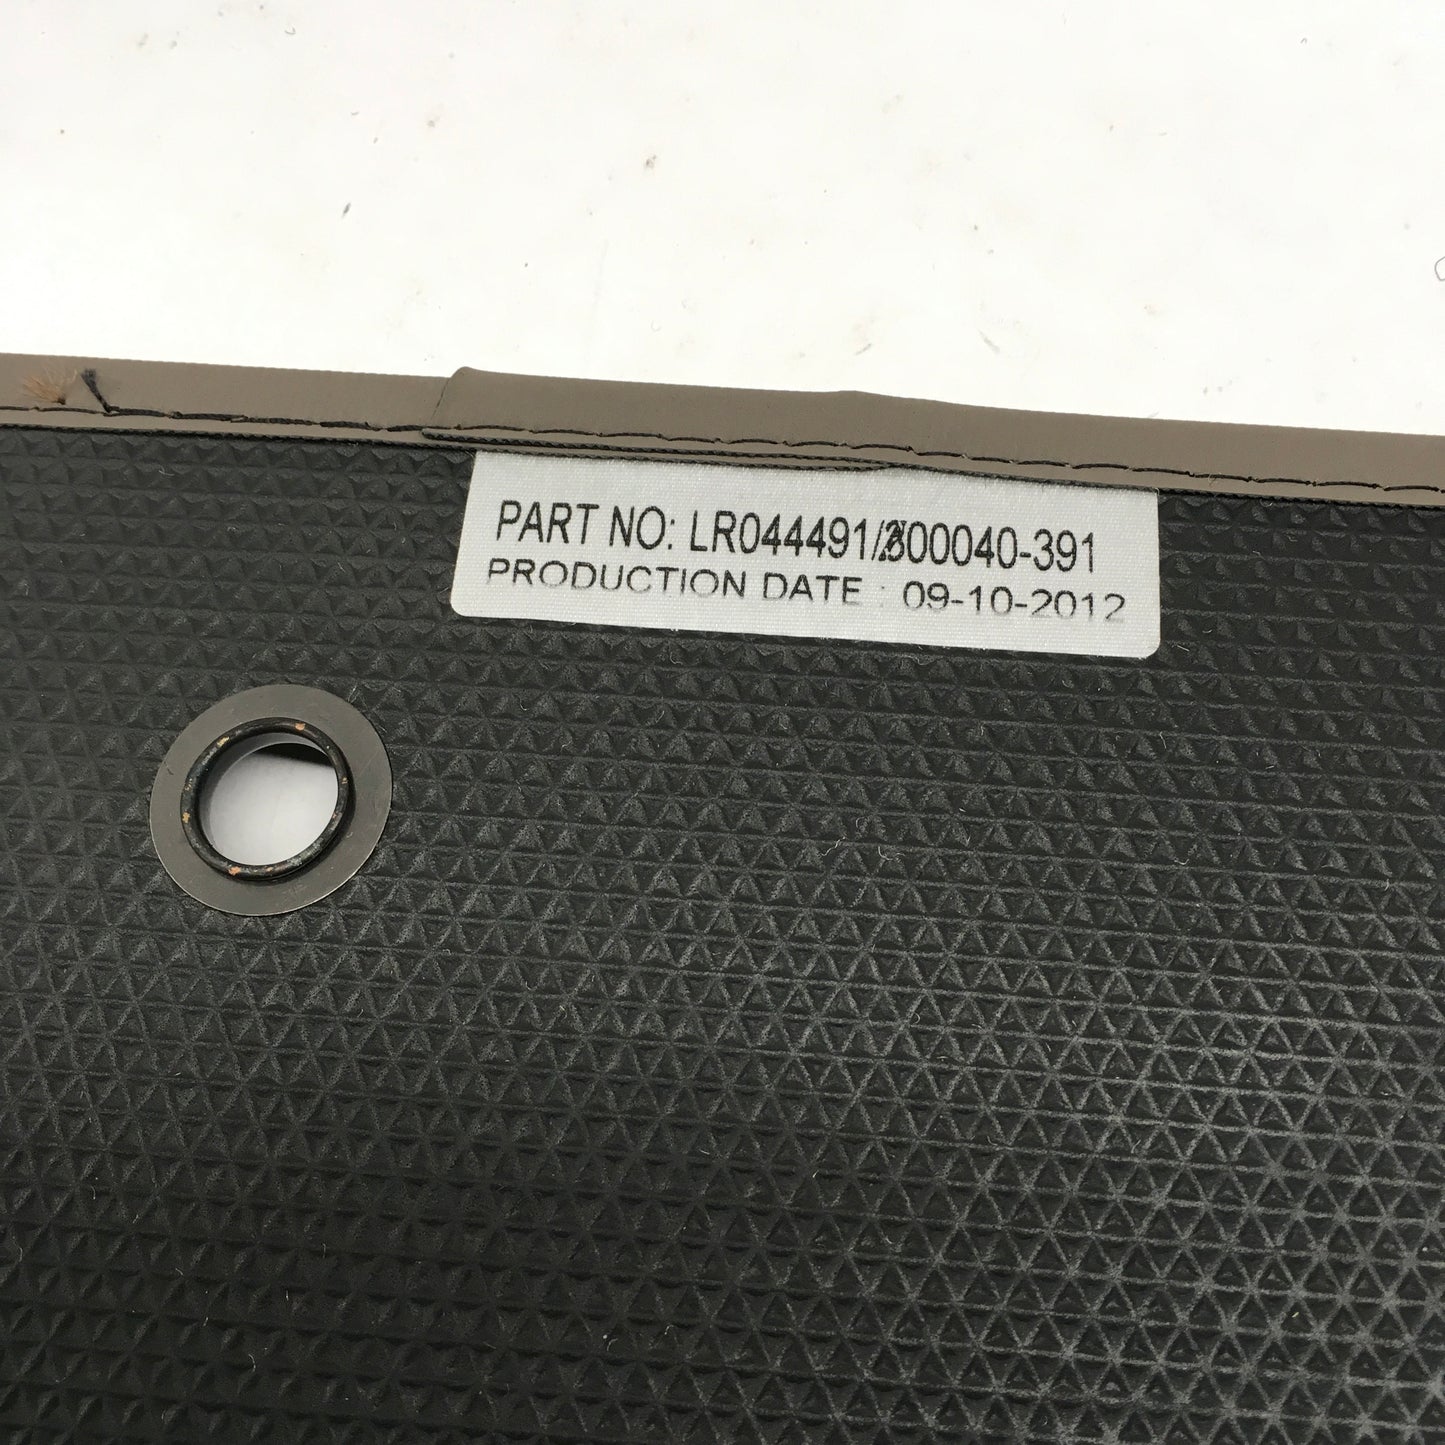 PART NO: LR044491/300040-391
PRODUCTION DATE : 09-10-2012